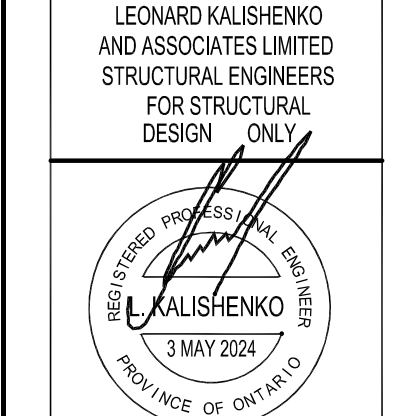 LEONARD KALISHENKO
AND ASSOCIATES LIMITED
STRUCTURAL ENGINEERS
FOR STRUCTURAL
DESIGN ONLY
REGISTERED PROFESSIONAL ENGINEER
L. KALISHENKO
3 MAY 2024
PROVINCE OF ONTARIO